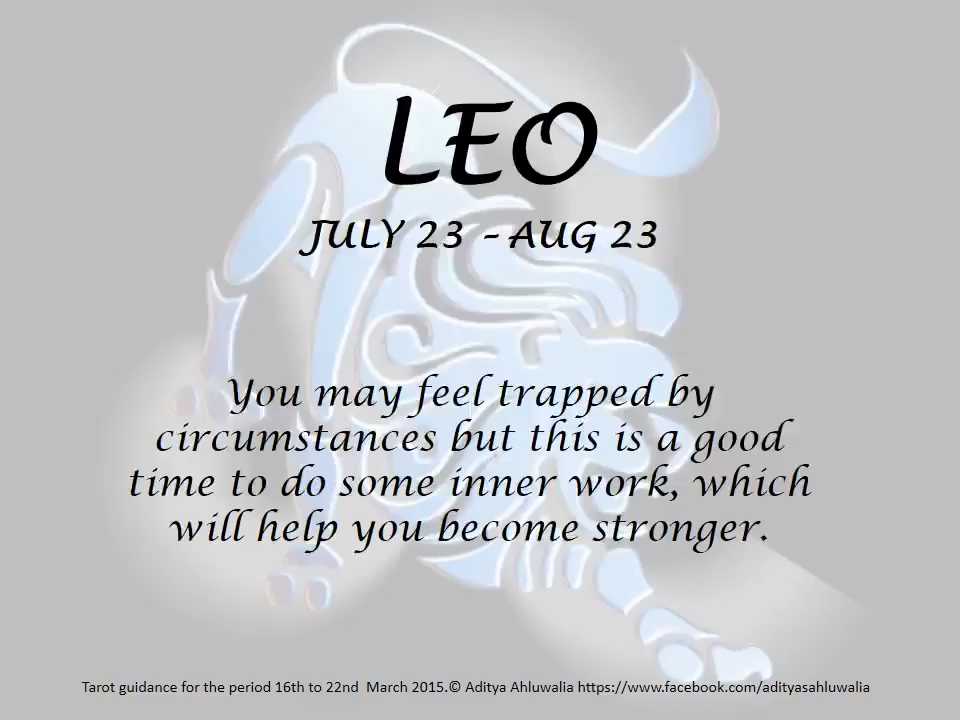 LEO
JULY 23 – AUG 23
You may feel trapped by
circumstances but this is a good
time to do some inner work, which
will help you become stronger.
Tarot guidance for the period 16th to 22nd  March 2015.© Aditya Ahluwalia https://www.facebook.com/adityasahluwalia